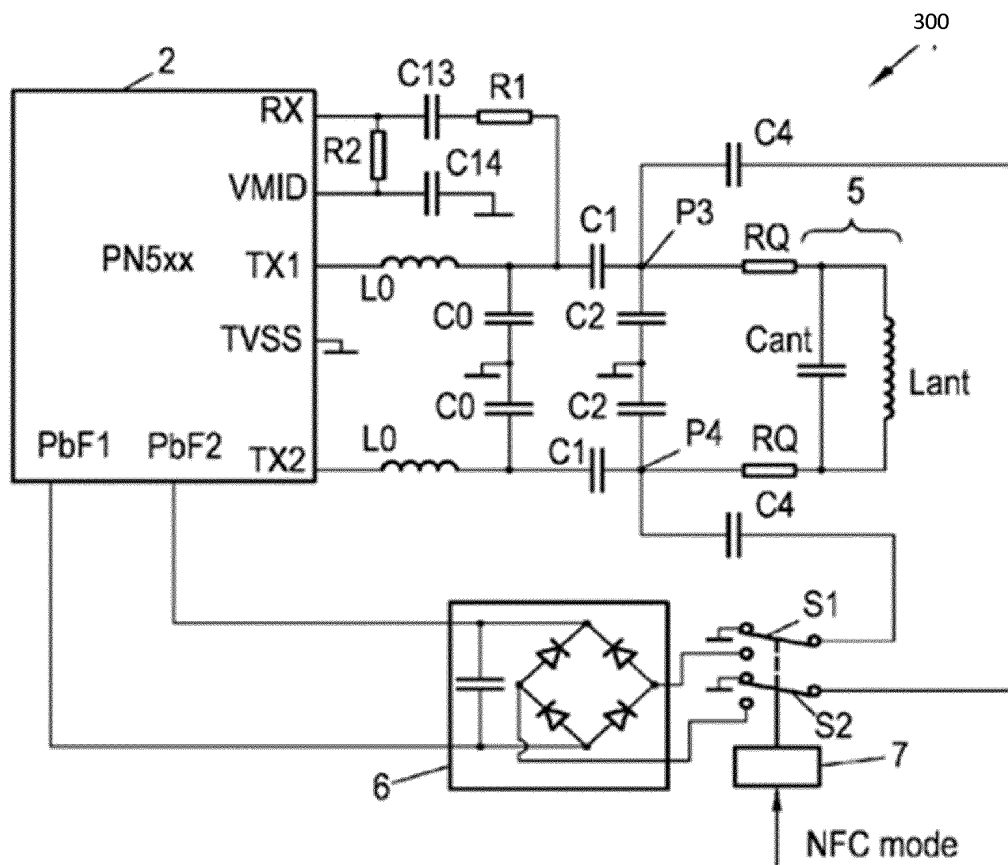 300
2
C13
R1
RX
R2
C14
VMID
C4
5
P3
C1
RQ
PN5xx
TX1
L0
C0
C2
Cant
Lant
TVSS
C0
C2
P4
PbF1
PbF2
TX2
L0
C1
RQ
C4
S1
S2
6
7
NFC mode